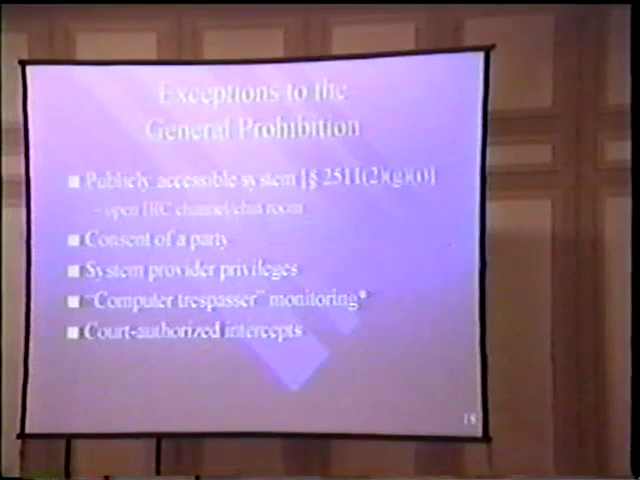 Exceptions to the
General Prohibition
Publicly accessible system [§ 2511(2)(g)(i)]
– open IRC channel/chat room
Consent of a party
System provider privileges
"Computer trespasser" monitoring*
Court-authorized intercepts
18